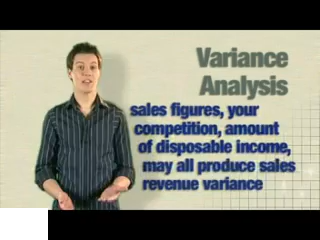 Variance
Analysis
sales figures, your
competition, amount
of disposable income,
may all produce sales
revenue variance